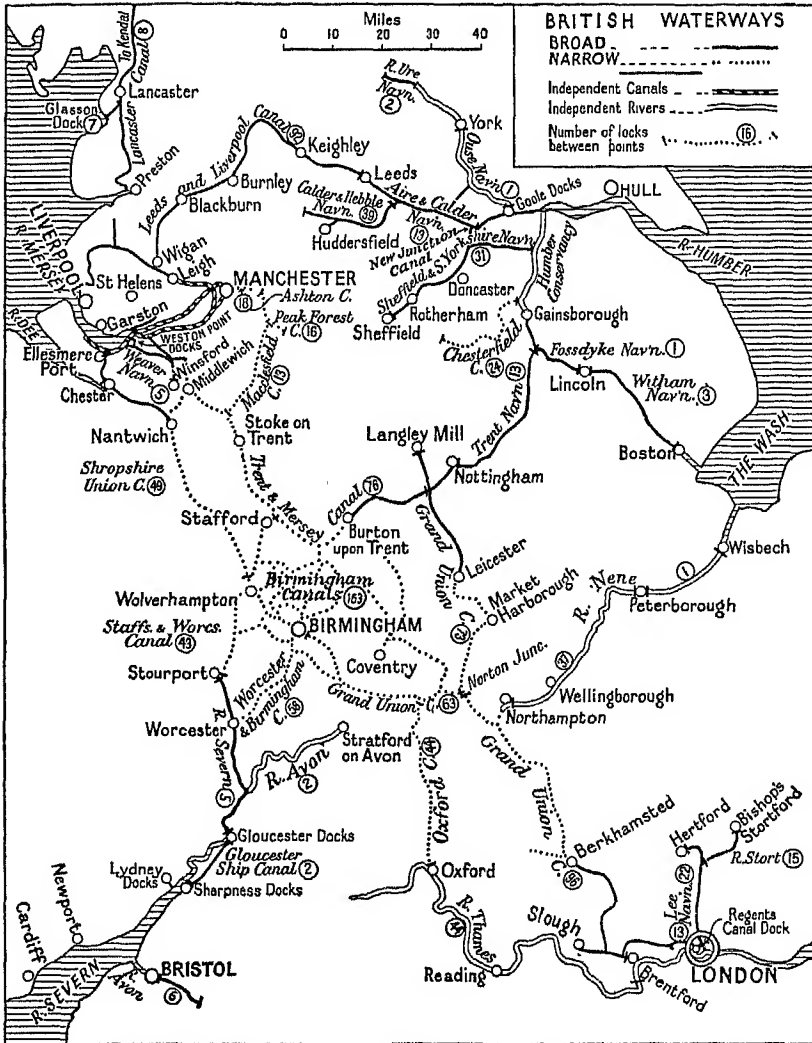 Miles
0 10 20 30 40
BRITISH WATERWAYS
BROAD
NARROW
Independent Canals
Independent Rivers
Number of locks
between points
16
To Kendal
Canal 8
Lancaster
Glasson
Dock 7
Lancaster
Preston
R. Ure
Navn.
2
York
Ouse Navn. 1
Leeds and Liverpool
Canal 92
Keighley
Leeds
Burnley
Blackburn
Aire & Calder
Navn.
Calder & Hebble
Navn. 39
Huddersfield
Goole Docks
HULL
R. HUMBER
New Junction
Canal
Sheffield & S. Yorkshire Navn.
31
Humber
Conservancy
Doncaster
Rotherham
Sheffield
LIVERPOOL
R. MERSEY
Wigan
Leigh
St Helens
MANCHESTER
18
Ashton C.
Garston
Peak Forest
C. 16
R. DEE
WESTON POINT
DOCKS
Ellesmere
Port
Weaver
Navn.
5
Winsford
Middlewich
Macclesfield
C. 13
Chester
Nantwich
Stoke on
Trent
Gainsborough
Chesterfield
C. 24
Fossdyke Nav'n. 1
Lincoln
Witham
Nav'n. 3
Trent Nav'n 13
Langley Mill
Nottingham
Boston
THE WASH
Shropshire
Union C. 49
Trent & Mersey
Canal 76
Stafford
Burton
upon Trent
Grand
Union
C.
Leicester
Market
Harborough
Wisbech
1
Peterborough
R. Nene
37
Wolverhampton
Birmingham
Canals 163
BIRMINGHAM
Staffs. & Worcs.
Canal 43
Coventry
Norton Junc.
Stourport
Worcester
& Birmingham
C. 58
Grand Union C. 63
Wellingborough
Northampton
Worcester
R. Severn
5
Stratford
on Avon
R. Avon
2
Oxford C. 44
Grand
Union
C. 58
Berkhamsted
Hertford
Bishop's
Stortford
R. Stort 15
Gloucester Docks
Gloucester
Ship Canal 2
Lydney
Docks
Sharpness Docks
Oxford
R. Thames
44
Reading
Slough
Lee
Navn. 22
13
Regents
Canal Dock
Brentford
LONDON
Newport
Cardiff
R. SEVERN
R. Avon
6
BRISTOL